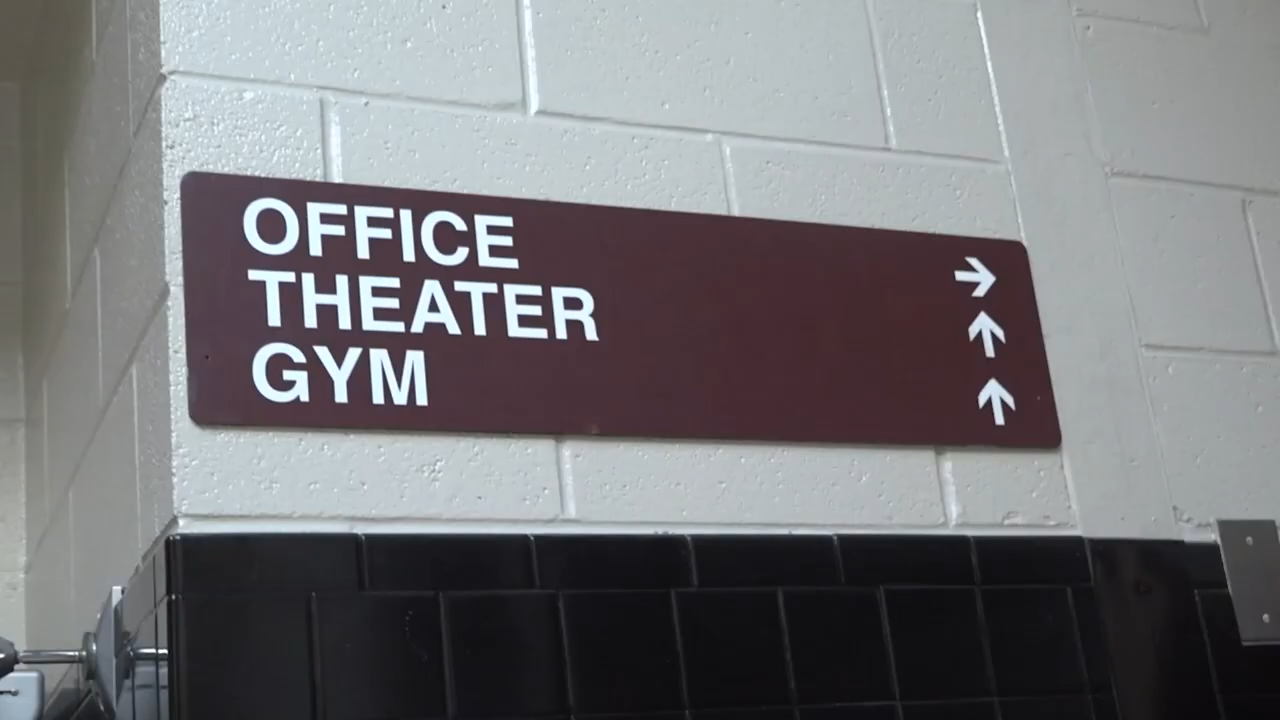 OFFICE →
THEATER ↑
GYM ↑